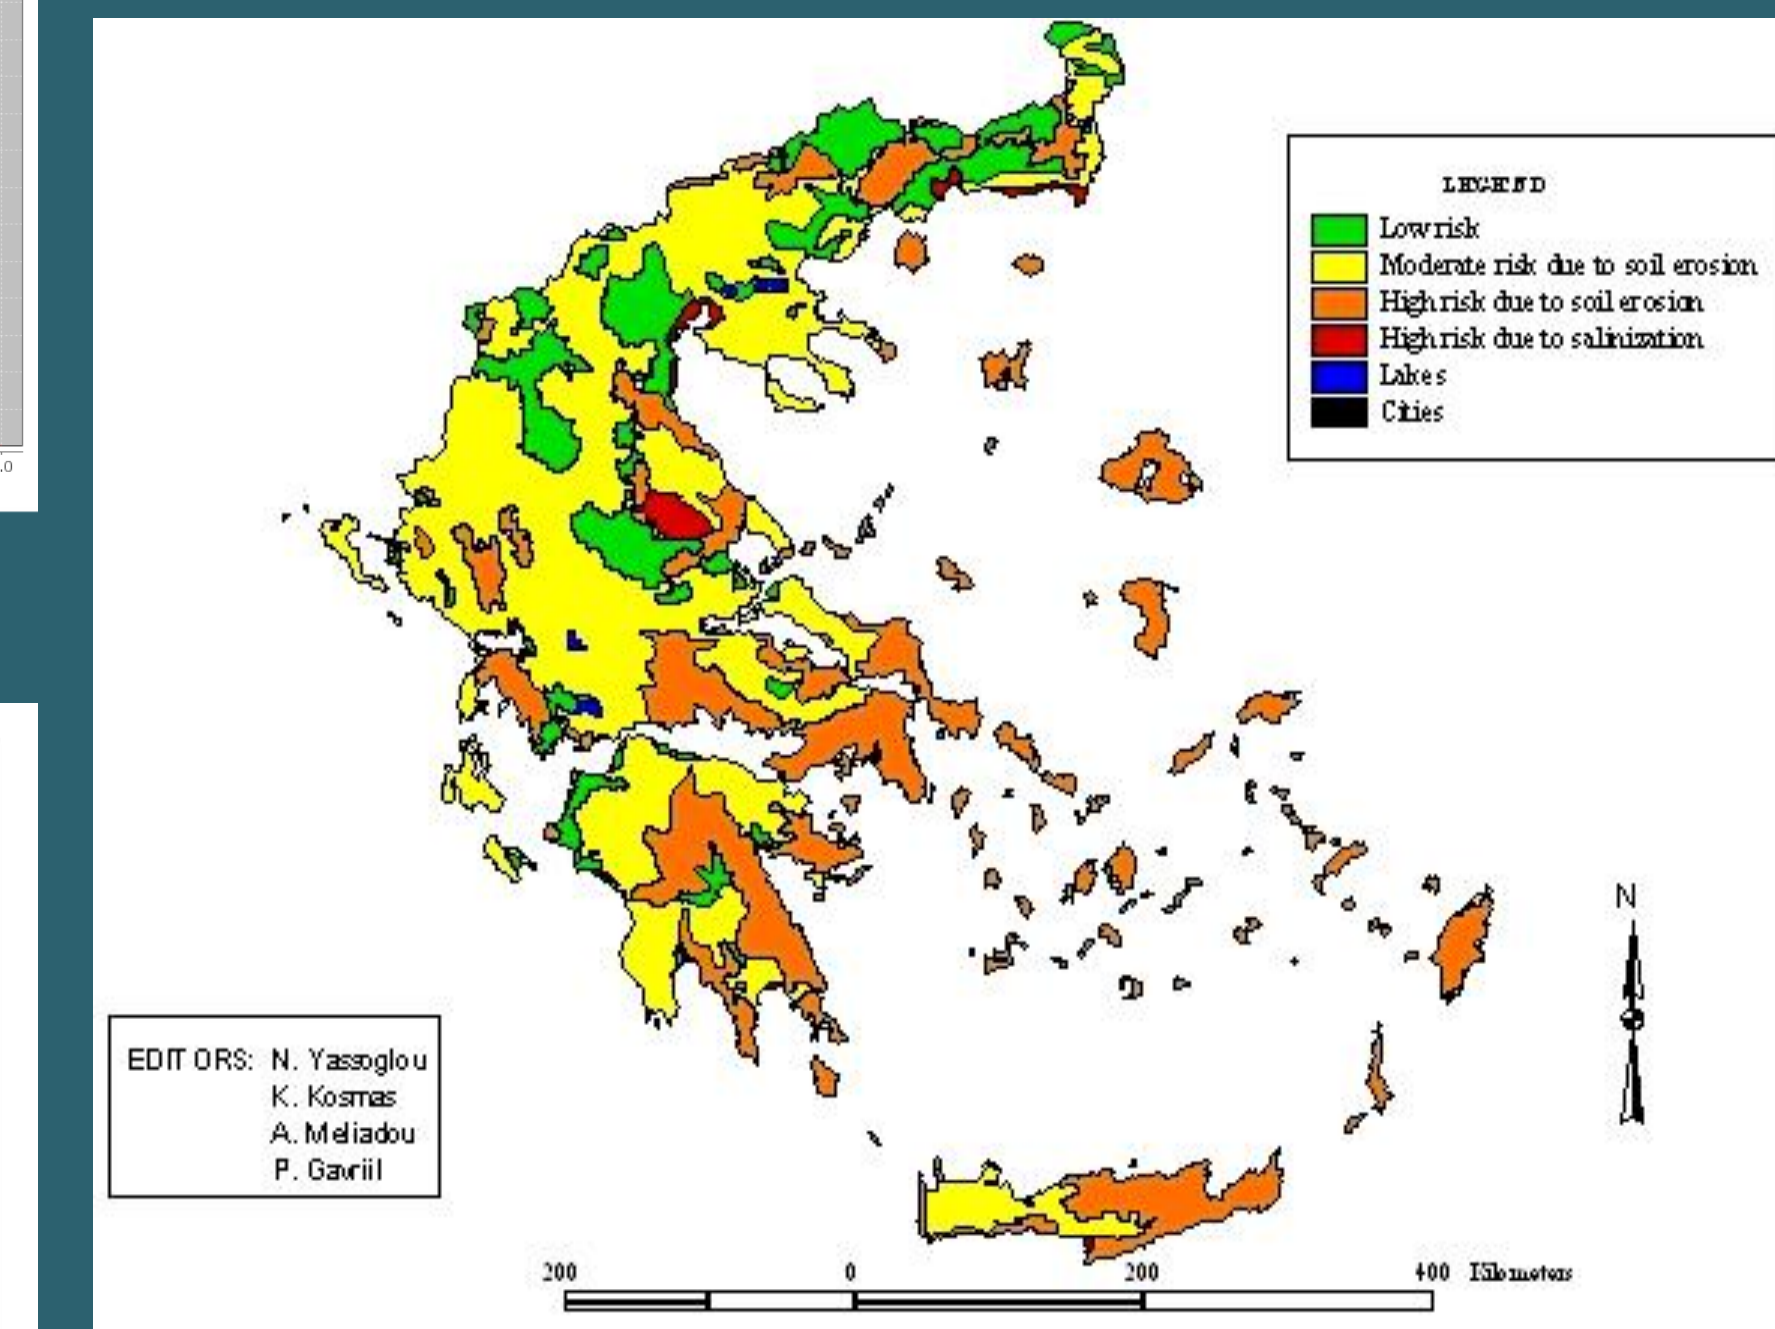 .0
LEGEND
Low risk
Moderate risk due to soil erosion
High risk due to soil erosion
High risk due to salinization
Lakes
Cities
N
EDITORS: N. Yassoglou
K. Kosmas
A. Meliadou
P. Gavriil
200 0 200 400 Kilometers